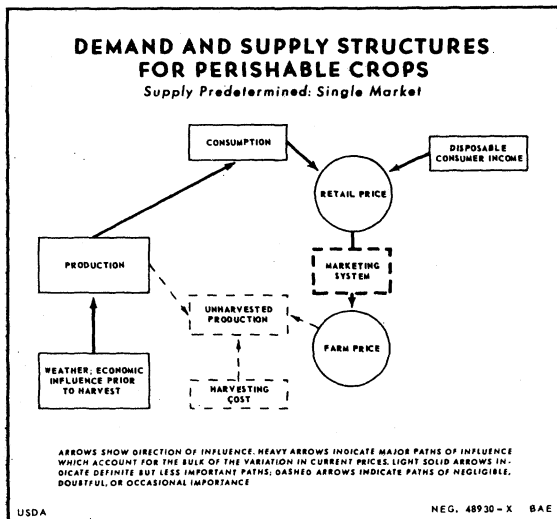 DEMAND AND SUPPLY STRUCTURES
FOR PERISHABLE CROPS
Supply Predetermined: Single Market
CONSUMPTION
DISPOSABLE
CONSUMER INCOME
RETAIL PRICE
PRODUCTION
MARKETING
SYSTEM
UNHARVESTED
PRODUCTION
FARM PRICE
WEATHER; ECONOMIC
INFLUENCE PRIOR
TO HARVEST
HARVESTING
COST
ARROWS SHOW DIRECTION OF INFLUENCE. HEAVY ARROWS INDICATE MAJOR PATHS OF INFLUENCE
WHICH ACCOUNT FOR THE BULK OF THE VARIATION IN CURRENT PRICES. LIGHT SOLID ARROWS IN-
DICATE DEFINITE BUT LESS IMPORTANT PATHS; DASHED ARROWS INDICATE PATHS OF NEGLIGIBLE,
DOUBTFUL, OR OCCASIONAL IMPORTANCE
USDA
NEG. 48930-X BAE